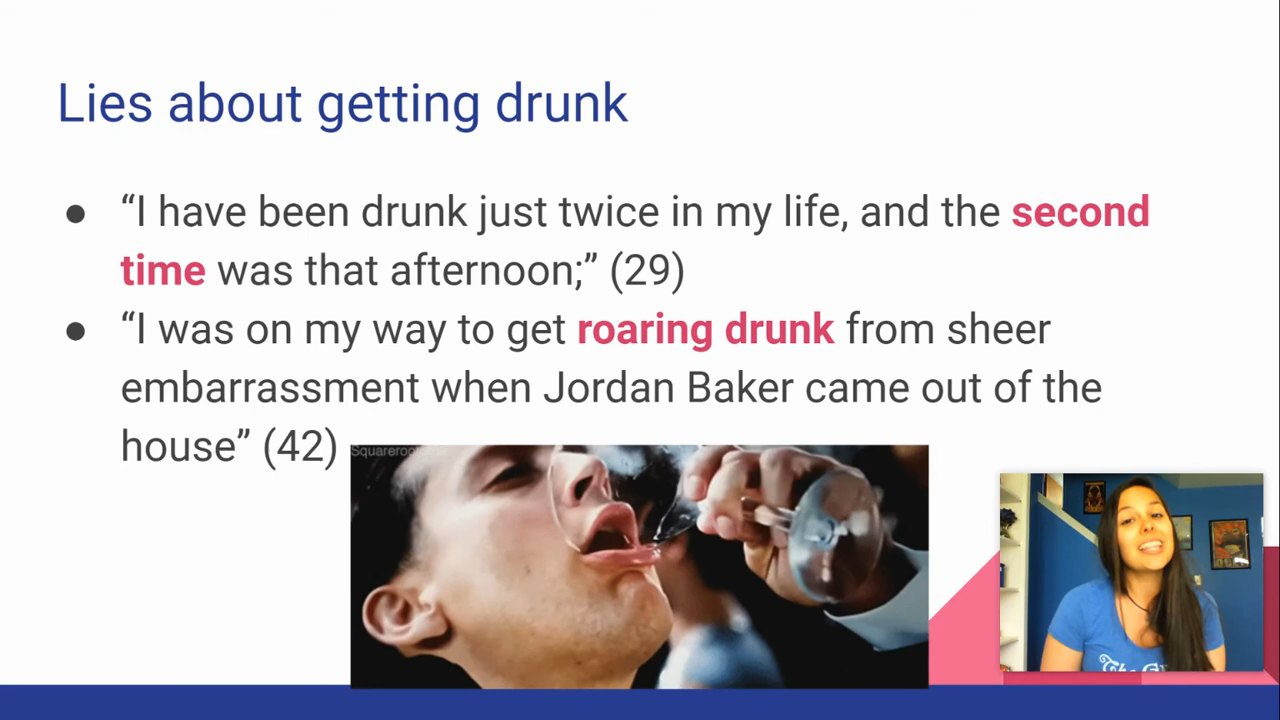 Lies about getting drunk
● “I have been drunk just twice in my life, and the second
time was that afternoon;” (29)
● “I was on my way to get roaring drunk from sheer
embarrassment when Jordan Baker came out of the
house” (42)